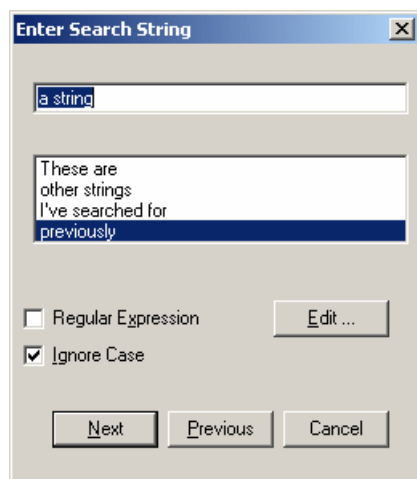 Enter Search String
a string
These are
other strings
I've searched for
previously
Regular Expression
Edit ...
Ignore Case
Next Previous Cancel